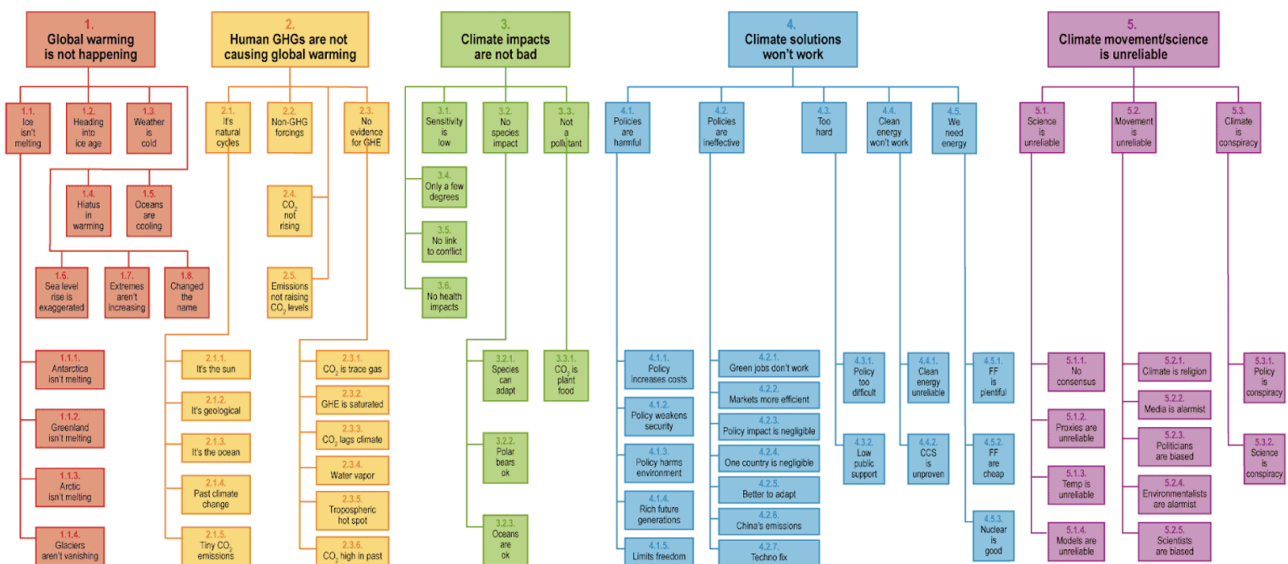 1.
Global warming
is not happening
2.
Human GHGs are not
causing global warming
3.
Climate impacts
are not bad
4.
Climate solutions
won't work
5.
Climate movement/science
is unreliable
1.1.
Ice
isn't
melting
1.2.
Heading
into
ice age
1.3.
Weather
is
cold
1.4.
Hiatus
in
warming
1.5.
Oceans
are
cooling
1.6.
Sea level
rise is
exaggerated
1.7.
Extremes
aren't
increasing
1.8.
Changed
the
name
1.1.1.
Antarctica
isn't melting
1.1.2.
Greenland
isn't melting
1.1.3.
Arctic
isn't melting
1.1.4.
Glaciers
aren't vanishing
2.1.
It's
natural
cycles
2.2.
Non-GHG
forcings
2.3.
No
evidence
for GHE
2.4.
CO₂
not
rising
2.5.
Emissions
not raising
CO₂ levels
2.1.1.
It's the sun
2.1.2.
It's geological
2.1.3.
It's the ocean
2.1.4.
Past climate
change
2.1.5.
Tiny CO₂
emissions
2.3.1.
CO₂ is trace gas
2.3.2.
GHE is saturated
2.3.3.
CO₂ lags climate
2.3.4.
Water vapor
2.3.5.
Tropospheric
hot spot
2.3.6.
CO₂ high in past
3.1.
Sensitivity
is
low
3.2.
No
species
impact
3.3.
Not
a
pollutant
3.4.
Only a few
degrees
3.5.
No link
to conflict
3.6.
No health
impacts
3.2.1.
Species
can
adapt
3.2.2.
Polar
bears
ok
3.2.3.
Oceans
are
ok
3.3.1.
CO₂ is
plant
food
4.1.
Policies
are
harmful
4.2.
Policies
are
ineffective
4.3.
Too
hard
4.4.
Clean
energy
won't work
4.5.
We
need
energy
4.1.1.
Policy
increases costs
4.1.2.
Policy weakens
security
4.1.3.
Policy harms
environment
4.1.4.
Rich future
generations
4.1.5.
Limits freedom
4.2.1.
Green jobs don't work
4.2.2.
Markets more efficient
4.2.3.
Policy impact is negligible
4.2.4.
One country is negligible
4.2.5.
Better to adapt
4.2.6.
China's emissions
4.2.7.
Techno fix
4.3.1.
Policy
too
difficult
4.3.2.
Low
public
support
4.4.1.
Clean
energy
unreliable
4.4.2.
CCS
is
unproven
4.5.1.
FF
is
plentiful
4.5.2.
FF
are
cheap
4.5.3.
Nuclear
is good
5.1.
Science
is
unreliable
5.2.
Movement
is
unreliable
5.3.
Climate
is
conspiracy
5.1.1.
No
consensus
5.1.2.
Proxies are
unreliable
5.1.3.
Temp is
unreliable
5.1.4.
Models are
unreliable
5.2.1.
Climate is religion
5.2.2.
Media is alarmist
5.2.3.
Politicians
are biased
5.2.4.
Environmentalists
are alarmist
5.2.5.
Scientists
are biased
5.3.1.
Policy is
conspiracy
5.3.2.
Science is
conspiracy